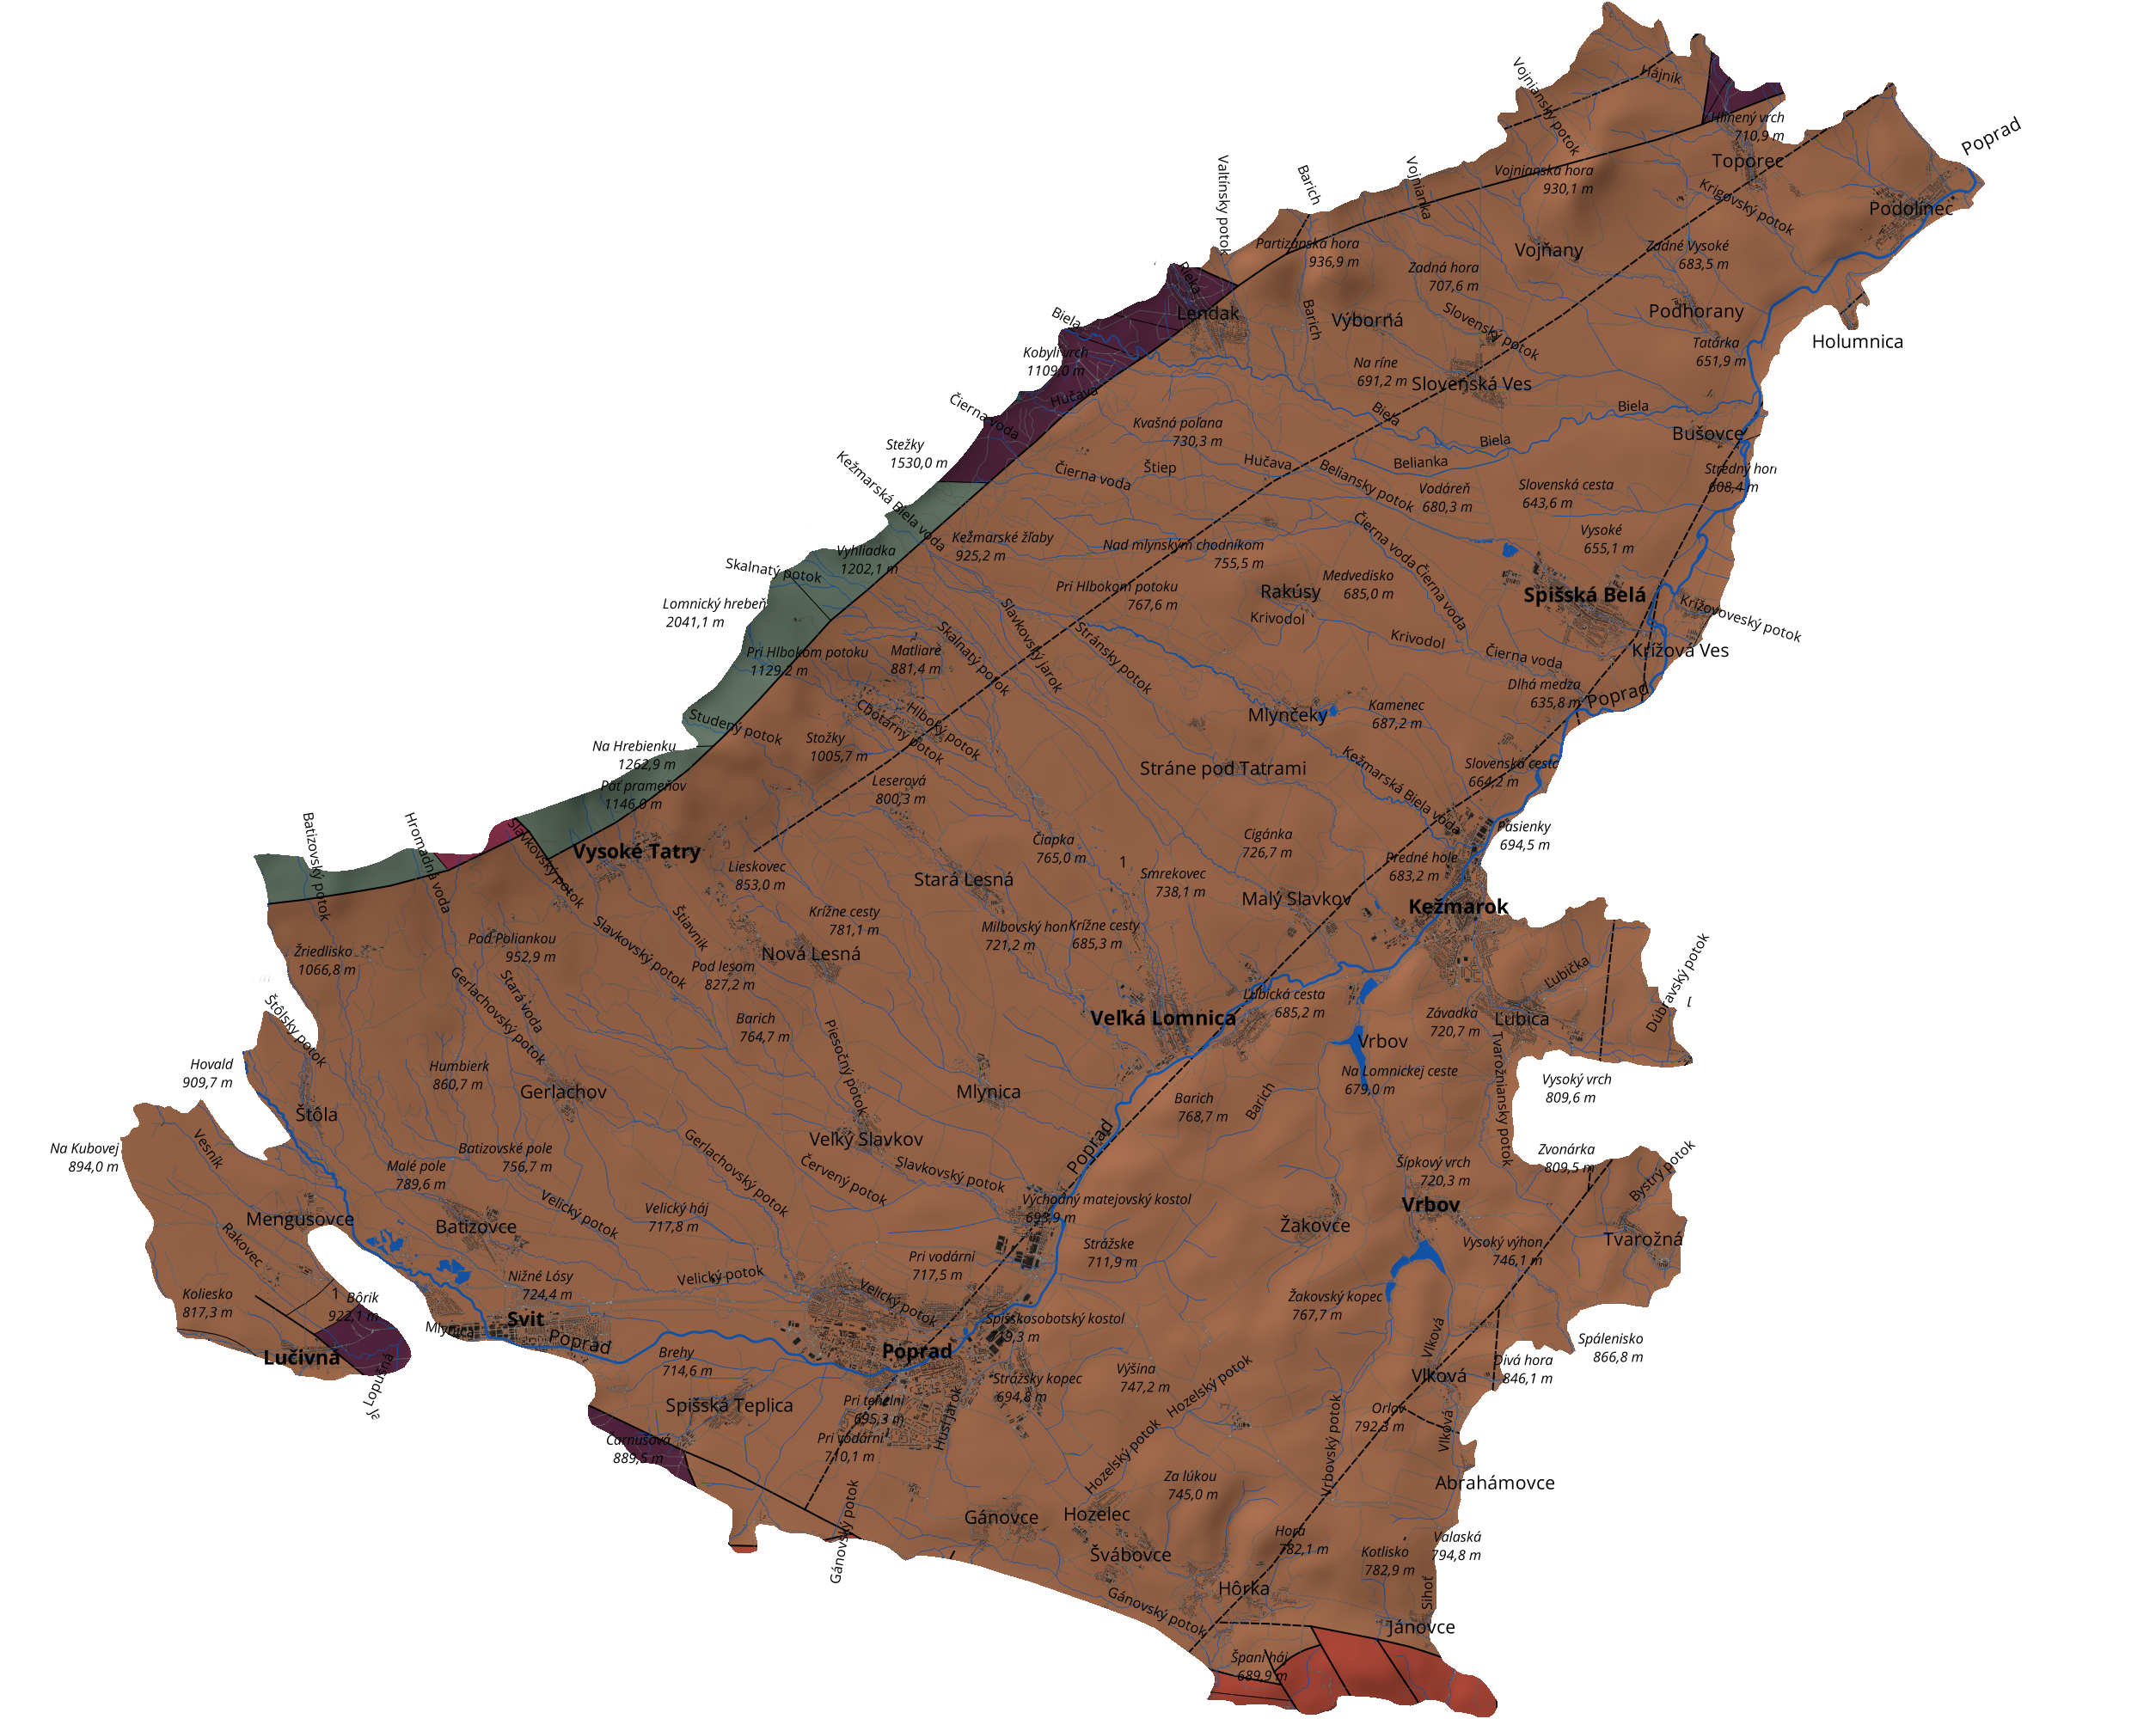 Hájnik
Vojniansky potok
Hlinený vrch
710,9 m
Poprad
Toporec
Valtínsky potok
Barich
Vojnianka
Vojnianska hora
930,1 m
Krigovský potok
Podolínec
Partizánska hora
936,9 m
Vojňany
Zadné Vysoké
683,5 m
Rieka
Zadná hora
707,6 m
Lendak
Barich
Výborná
Slovenský potok
Podhorany
Biela
Tatárka
651,9 m
Holumnica
Kobylí vrch
1109,0 m
Na ríne
691,2 m
Slovenská Ves
Hučava
Čierna voda
Biela
Biela
Kvašná poľana
730,3 m
Bušovce
Biela
Stežky
1530,0 m
Kežmarská Biela voda
Čierna voda
Štiep
Hučava
Beliansky potok
Belianka
Stredný hon
608,4 m
Vodáreň
680,3 m
Slovenská cesta
643,6 m
Vyhliadka
1202,1 m
Kežmarské žľaby
925,2 m
Nad mlynským chodníkom
755,5 m
Čierna voda
Vysoké
655,1 m
Skalnatý potok
Pri Hlbokom potoku
767,6 m
Rakúsy
Medvedisko
685,0 m
Čierna voda
Spišská Belá
Lomnický hrebeň
2041,1 m
Slavkovský jarok
Krivodol
Krivodol
Krížovoveský potok
Skalnatý potok
Stránsky potok
Pri Hlbokom potoku
1129,2 m
Matliare
881,4 m
Čierna voda
Krížová Ves
Dlhá medza
635,8 m
Poprad
Studený potok
Chotárny potok
Hlboký potok
Mlynčeky
Kamenec
687,2 m
Na Hrebienku
1262,9 m
Stožky
1005,7 m
Stráne pod Tatrami
Kežmarská Biela voda
Slovenská cesta
664,2 m
Päť prameňov
1146,0 m
Leserová
800,3 m
Batizovský potok
Hromadná voda
Slavkovský potok
Vysoké Tatry
Čiapka
765,0 m
1
Cigánka
726,7 m
Pasienky
694,5 m
Predné hole
683,2 m
Lieskovec
853,0 m
Stará Lesná
Smrekovec
738,1 m
Malý Slavkov
Kežmarok
Štiavnik
Krížne cesty
781,1 m
Milbovský hon
721,2 m
Krížne cesty
685,3 m
Žriedlisko
1066,8 m
Pod Poliankou
952,9 m
Slavkovský potok
Nová Lesná
Pod lesom
827,2 m
Ľubička
Dúbravský potok
Štôlsky potok
Gerlachovský potok
Stará voda
Barich
764,7 m
Veľká Lomnica
Ľubická cesta
685,2 m
Závadka
720,7 m
Ľubica
Hovald
909,7 m
Humbierk
860,7 m
Piesočný potok
Vrbov
Gerlachov
Mlynica
Na Lomnickej ceste
679,0 m
Tvarožniansky potok
Vysoký vrch
809,6 m
Štôla
Barich
768,7 m
Barich
Na Kubovej
894,0 m
Vesník
Malé pole
789,6 m
Batizovské pole
756,7 m
Gerlachovský potok
Veľký Slavkov
Červený potok
Slavkovský potok
Poprad
Zvonárka
809,5 m
Šípkový vrch
720,3 m
Bystrý potok
Mengusovce
Rakovec
Batizovce
Velický potok
Velický háj
717,8 m
Východný matejovský kostol
693,9 m
Žakovce
Vrbov
Tvarožná
Strážske
711,9 m
Vysoký výhon
746,1 m
Pri vodárni
717,5 m
Koliesko
817,3 m
1
Bôrik
922,1 m
Nižné Lósy
724,4 m
Velický potok
Velický potok
Žakovský kopec
767,7 m
Lučivná
Mlynica
Svit
Poprad
Poprad
Spišskosobotský kostol
Vlková
Spálenisko
866,8 m
Brehy
714,6 m
Strážsky kopec
694,8 m
Výšina
747,2 m
Hozelský potok
Vlková
Divá hora
846,1 m
Lopušná
Spišská Teplica
Pri tehelni
695,3 m
Husí jarok
Vrbovský potok
Orlov
792,3 m
Vlková
Čarnušová
889,5 m
Pri vodárni
710,1 m
Hozelský potok
Gánovský potok
Za lúkou
745,0 m
Abrahámovce
Gánovce
Hozelec
Švábovce
Hora
782,1 m
Kotlisko
782,9 m
Valaská
794,8 m
Gánovský potok
Hôrka
Sihoť
Jánovce
Španí háj
689,9 m